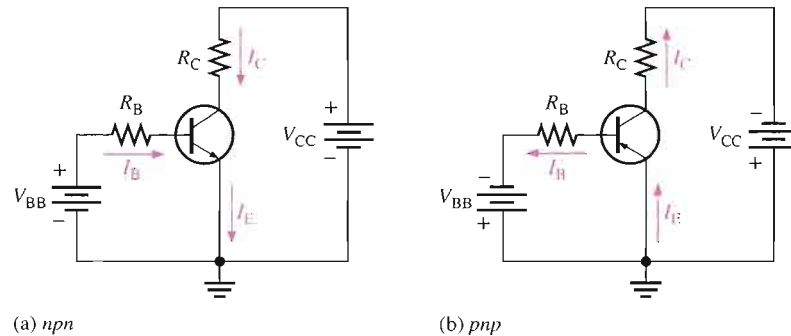 R_C
I_C
R_B
I_B
V_BB
+
−
I_E
V_CC
+
−
(a) npn
R_C
I_C
R_B
I_B
V_BB
−
+
I_E
V_CC
−
+
(b) pnp